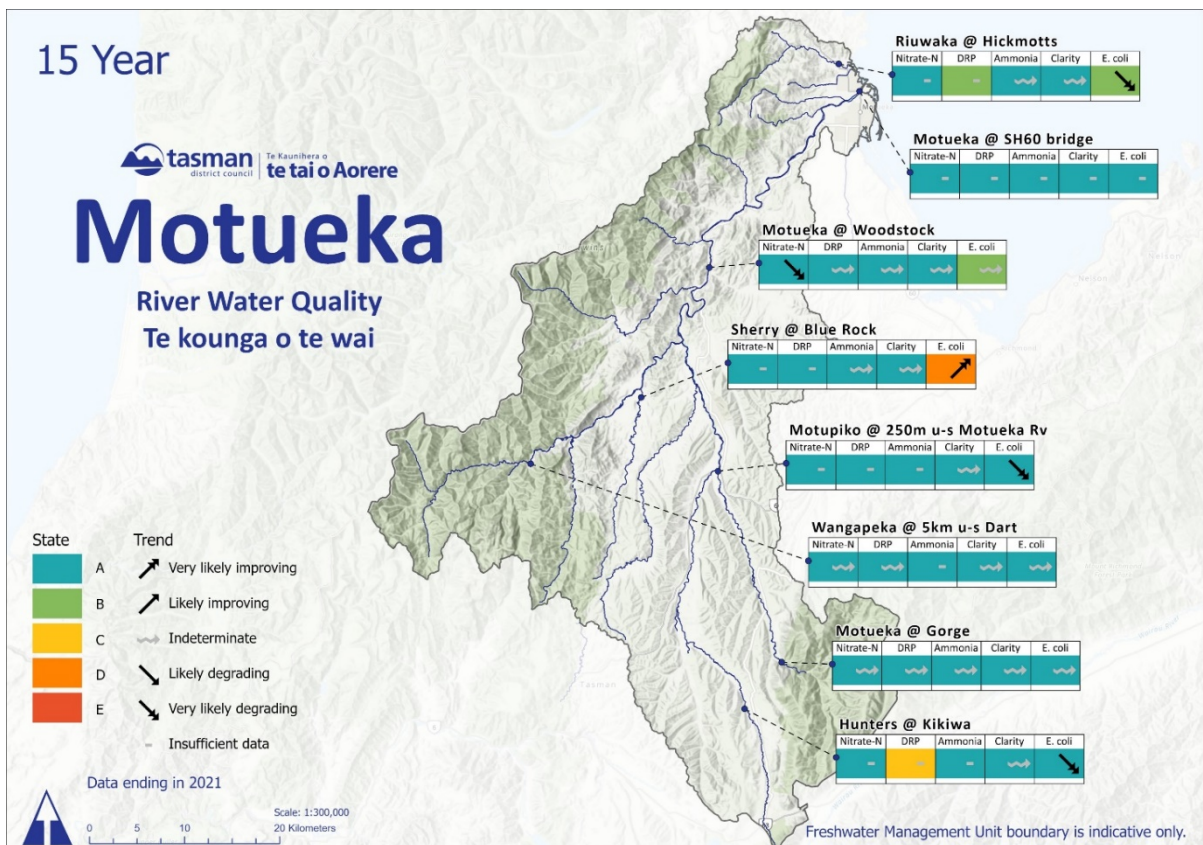 15 Year
tasman
district council
Te Kaunihera o
te tai o Aorere
Motueka
River Water Quality
Te kounga o te wai
Riuwaka @ Hickmotts
Nitrate-N DRP Ammonia Clarity E. coli
Motueka @ SH60 bridge
Nitrate-N DRP Ammonia Clarity E. coli
Motueka @ Woodstock
Nitrate-N DRP Ammonia Clarity E. coli
Sherry @ Blue Rock
Nitrate-N DRP Ammonia Clarity E. coli
Motupiko @ 250m u-s Motueka Rv
Nitrate-N DRP Ammonia Clarity E. coli
Wangapeka @ 5km u-s Dart
Nitrate-N DRP Ammonia Clarity E. coli
Motueka @ Gorge
Nitrate-N DRP Ammonia Clarity E. coli
Hunters @ Kikiwa
Nitrate-N DRP Ammonia Clarity E. coli
Nelson
Tasman
6
State Trend
A Very likely improving
B Likely improving
C Indeterminate
D Likely degrading
E Very likely degrading
Insufficient data
Data ending in 2021
Scale: 1:300,000
0 5 10 20 Kilometers
Freshwater Management Unit boundary is indicative only.